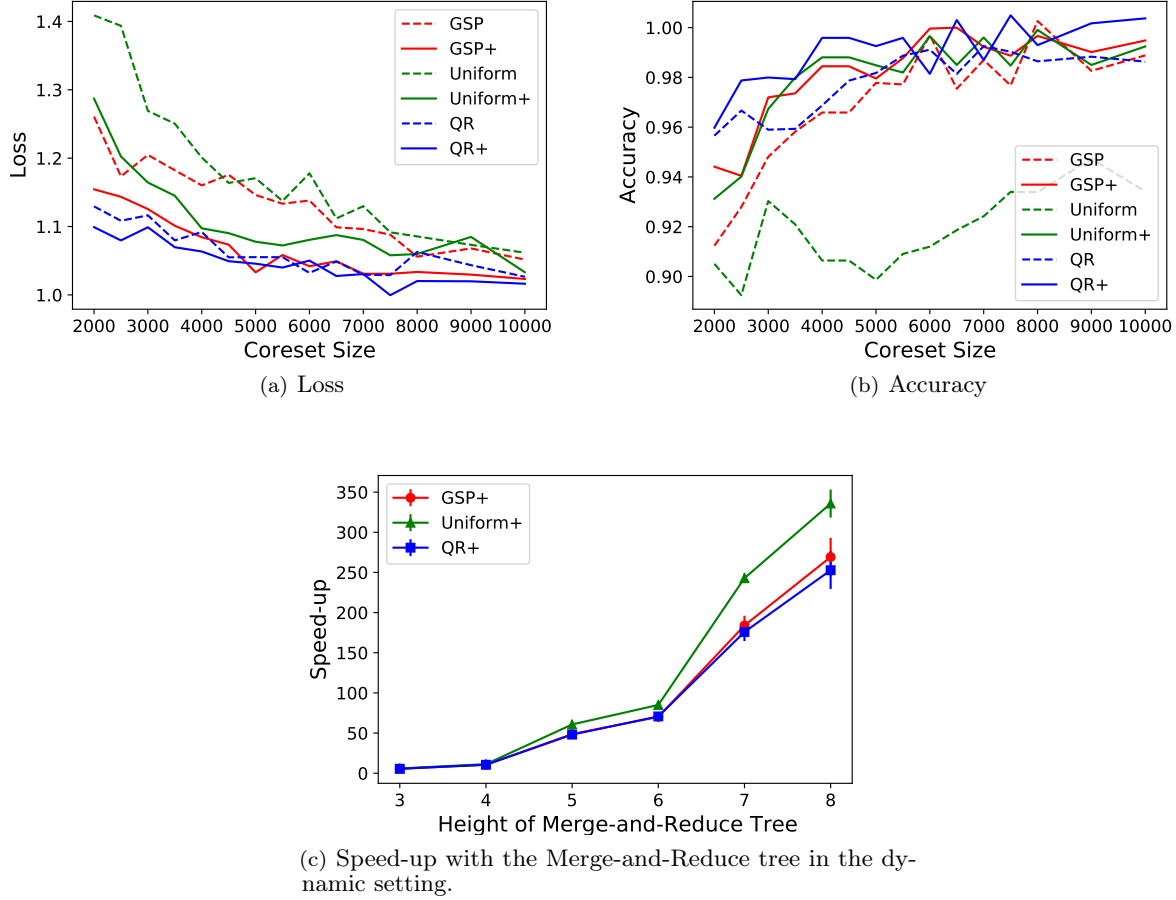 1.4
1.3
1.2
1.1
1.0
Loss
GSP
GSP+
Uniform
Uniform+
QR
QR+
2000 3000 4000 5000 6000 7000 8000 9000 10000
Coreset Size
(a) Loss
1.00
0.98
0.96
0.94
0.92
0.90
Accuracy
GSP
GSP+
Uniform
Uniform+
QR
QR+
2000 3000 4000 5000 6000 7000 8000 9000 10000
Coreset Size
(b) Accuracy
350
300
250
200
150
100
50
0
Speed-up
GSP+
Uniform+
QR+
3 4 5 6 7 8
Height of Merge-and-Reduce Tree
(c) Speed-up with the Merge-and-Reduce tree in the dy-
namic setting.